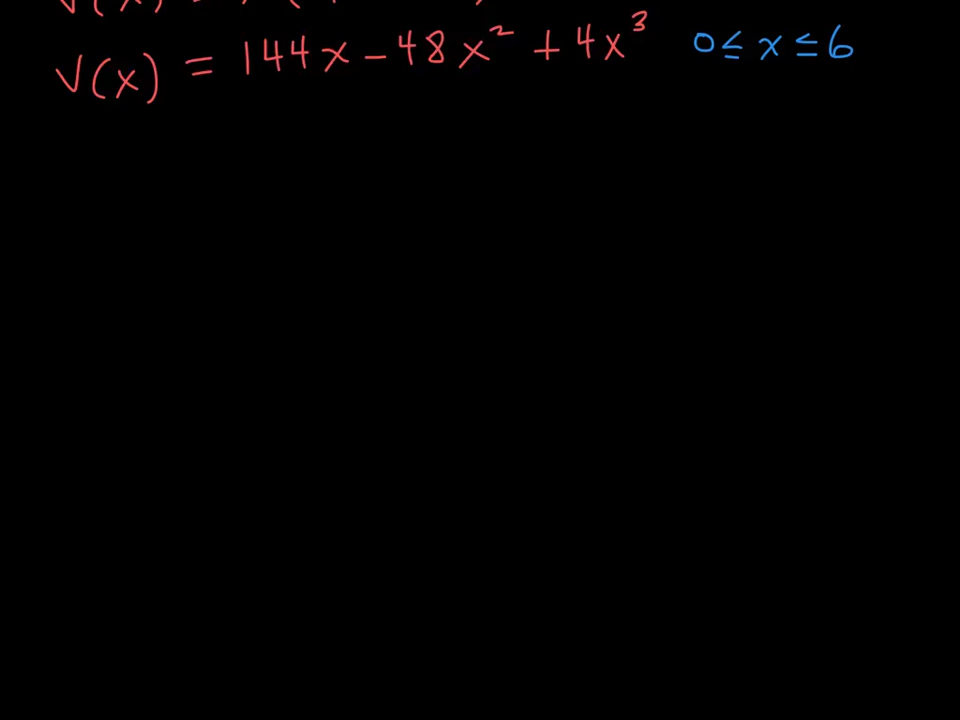 V(x) = 144x - 48x² + 4x³ 0 ≤ x ≤ 6